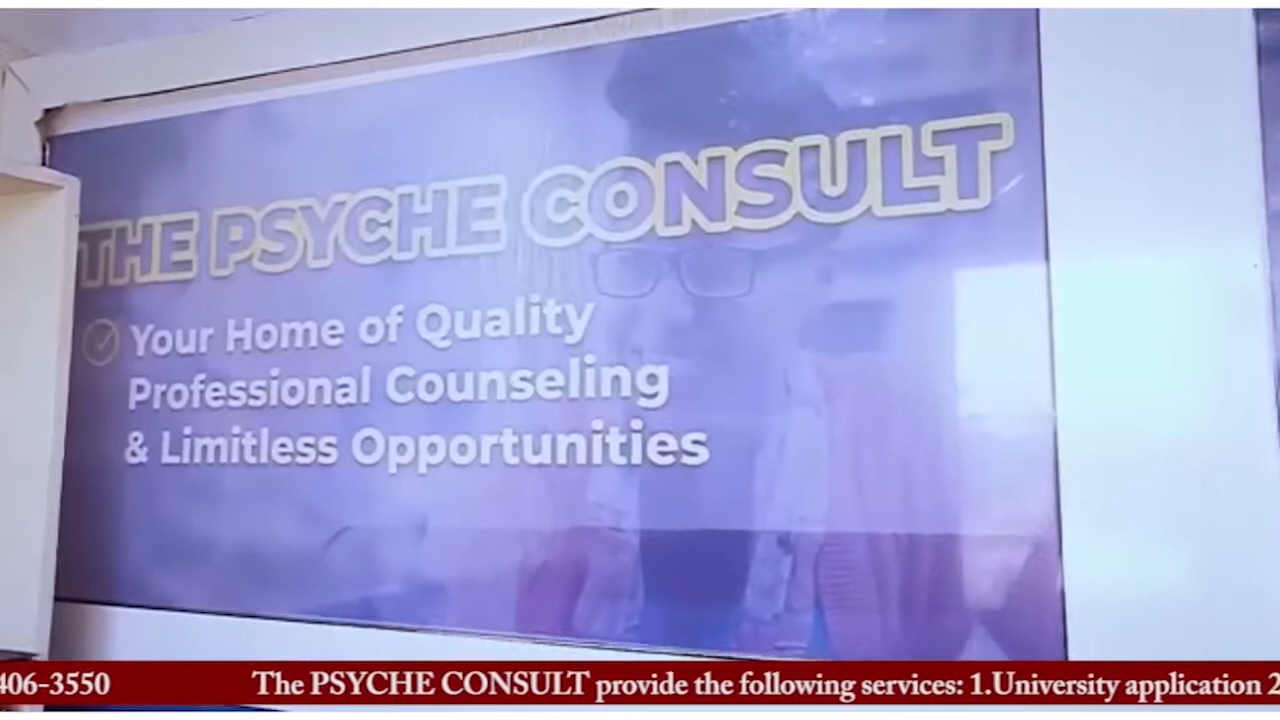 THE PSYCHE CONSULT
Your Home of Quality
Professional Counseling
& Limitless Opportunities
406-3550 The PSYCHE CONSULT provide the following services: 1.University application 2